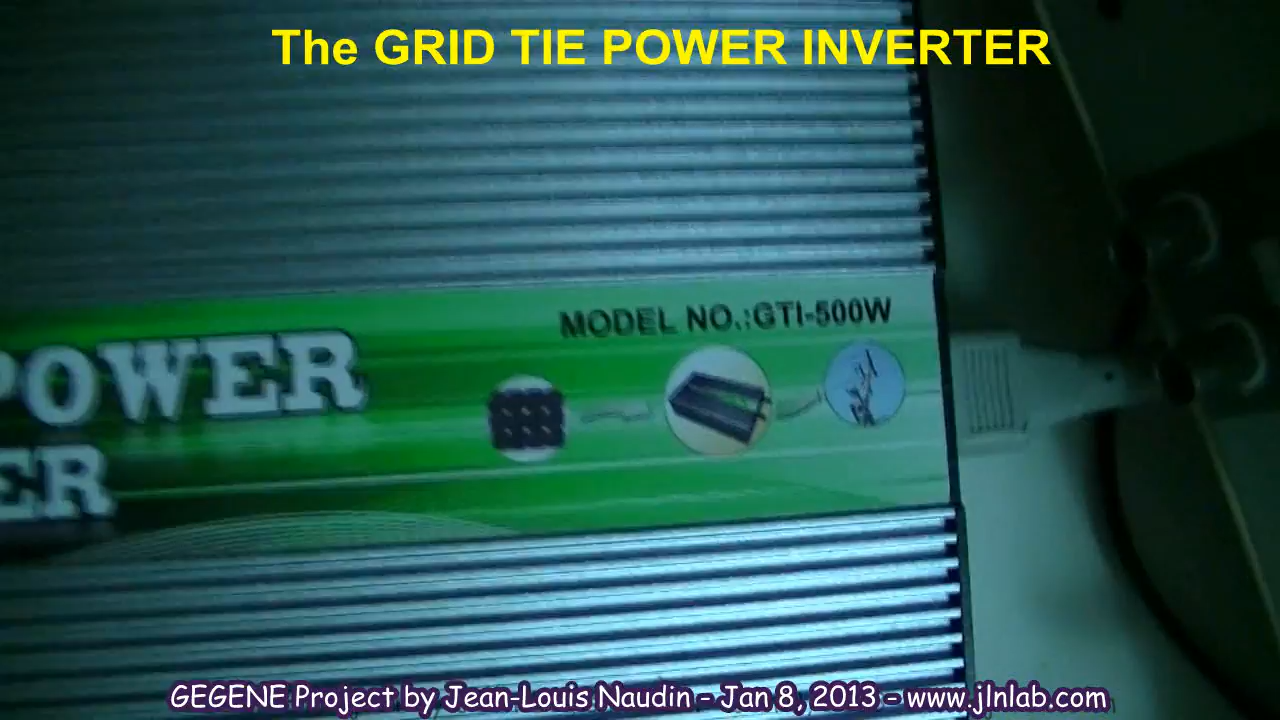 The GRID TIE POWER INVERTER
MODEL NO.:GTI-500W
POWER
ER
GEGENE Project by Jean-Louis Naudin - Jan 8, 2013 - www.jlnlab.com